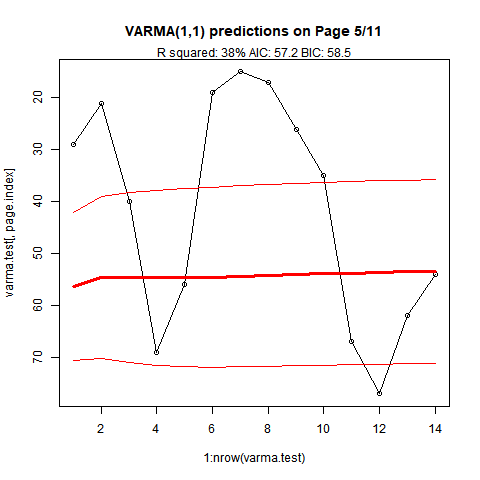 VARMA(1,1) predictions on Page 5/11
R squared: 38% AIC: 57.2 BIC: 58.5
varma.test[, page.index]
20
30
40
50
60
70
2 4 6 8 10 12 14
1:nrow(varma.test)